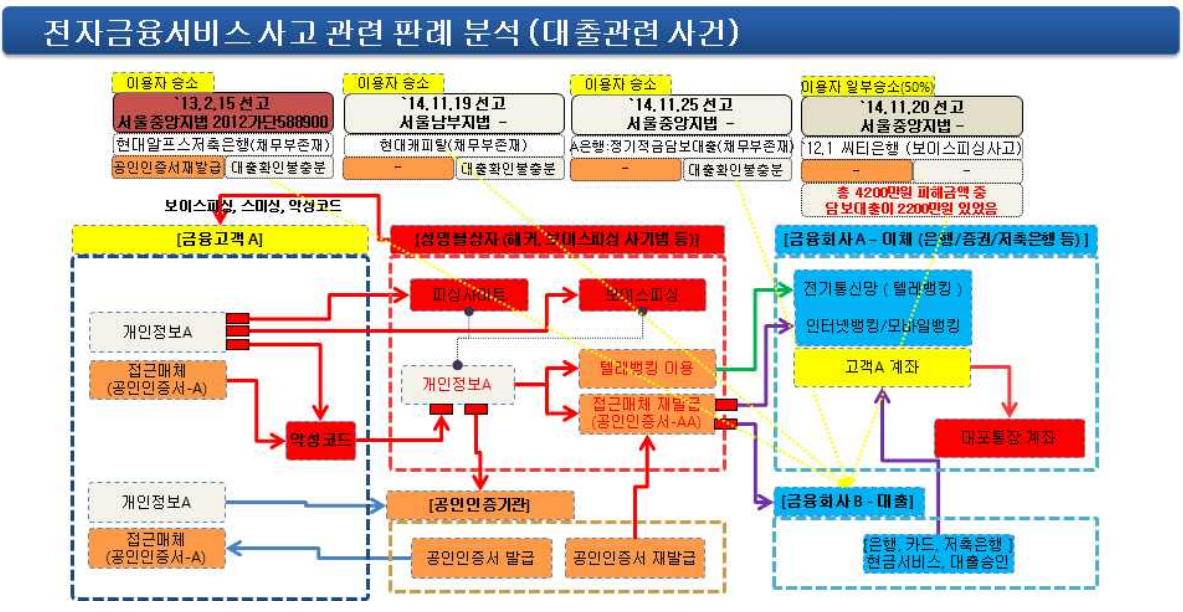 전자금융서비스 사고 관련 판례 분석 (대출관련 사건)
이용자 승소
`13.2.15 선고
서울중앙지법 2012가단588900
현대알프스저축은행(채무부존재)
공인인증서재발급
대출확인불충분
이용자 승소
`14.11.19 선고
서울남부지법 -
현대캐피탈(채무부존재)
-
대출확인불충분
이용자 승소
`14.11.25 선고
서울중앙지법 -
A은행:정기적금담보대출(채무부존재)
-
대출확인불충분
이용자 일부승소(50%)
`14.11.20 선고
서울중앙지법 -
`12.1 씨티은행 (보이스피싱사고)
-
-
총 4200만원 피해금액 중
담보대출이 2200만원 있었음
보이스피싱, 스미싱, 악성코드
[금융고객 A]
[성명불상자 (해커, 보이스피싱 사기범 등)]
[금융회사 A - 이체 (은행/증권/저축은행 등) ]
피싱사이트
보이스피싱
전기통신망 ( 텔레뱅킹 )
인터넷뱅킹/모바일뱅킹
개인정보A
접근매체
(공인인증서-A)
개인정보A
텔레뱅킹 이용
접근매체 재발급
(공인인증서-AA)
고객A 계좌
악성코드
대포통장 계좌
개인정보A
접근매체
(공인인증서-A)
[공인인증기관]
공인인증서 발급
공인인증서 재발급
[금융회사 B - 대출]
[은행, 카드, 저축은행 ]
현금서비스, 대출승인